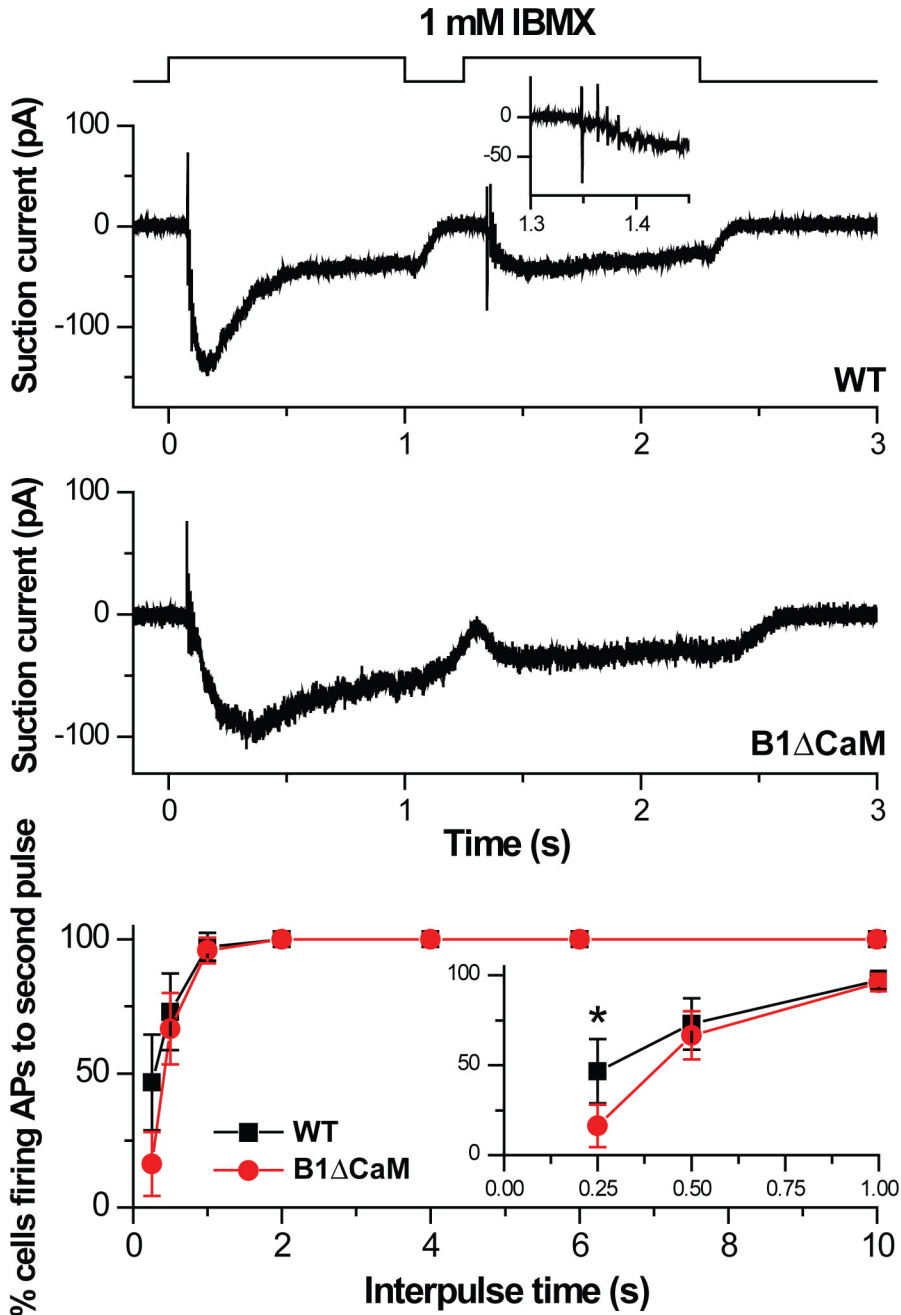 1 mM IBMX
Suction current (pA)
100
0
-100
0
-50
1.3 1.4
WT
0 1 2 3
Suction current (pA)
100
0
-100
B1ΔCaM
0 1 2 3
Time (s)
% cells firing APs to second pulse
100
50
0
100
50
0
*
0.00 0.25 0.50 0.75 1.00
WT
B1ΔCaM
0 2 4 6 8 10
Interpulse time (s)